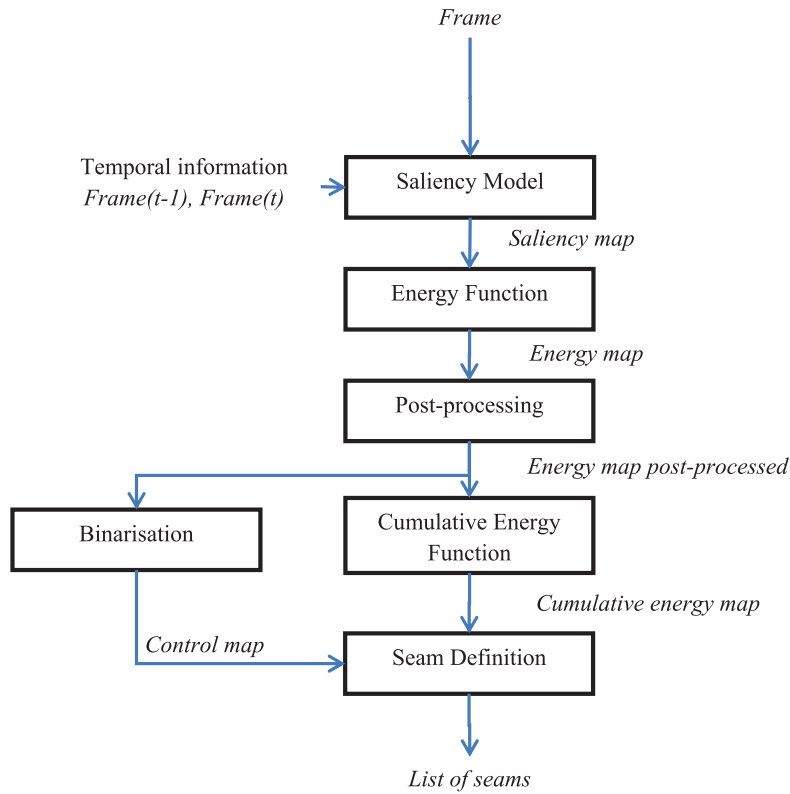 Frame
Temporal information
Frame(t-1), Frame(t)
Saliency Model
Saliency map
Energy Function
Energy map
Post-processing
Energy map post-processed
Binarisation
Cumulative Energy
Function
Cumulative energy map
Control map
Seam Definition
List of seams